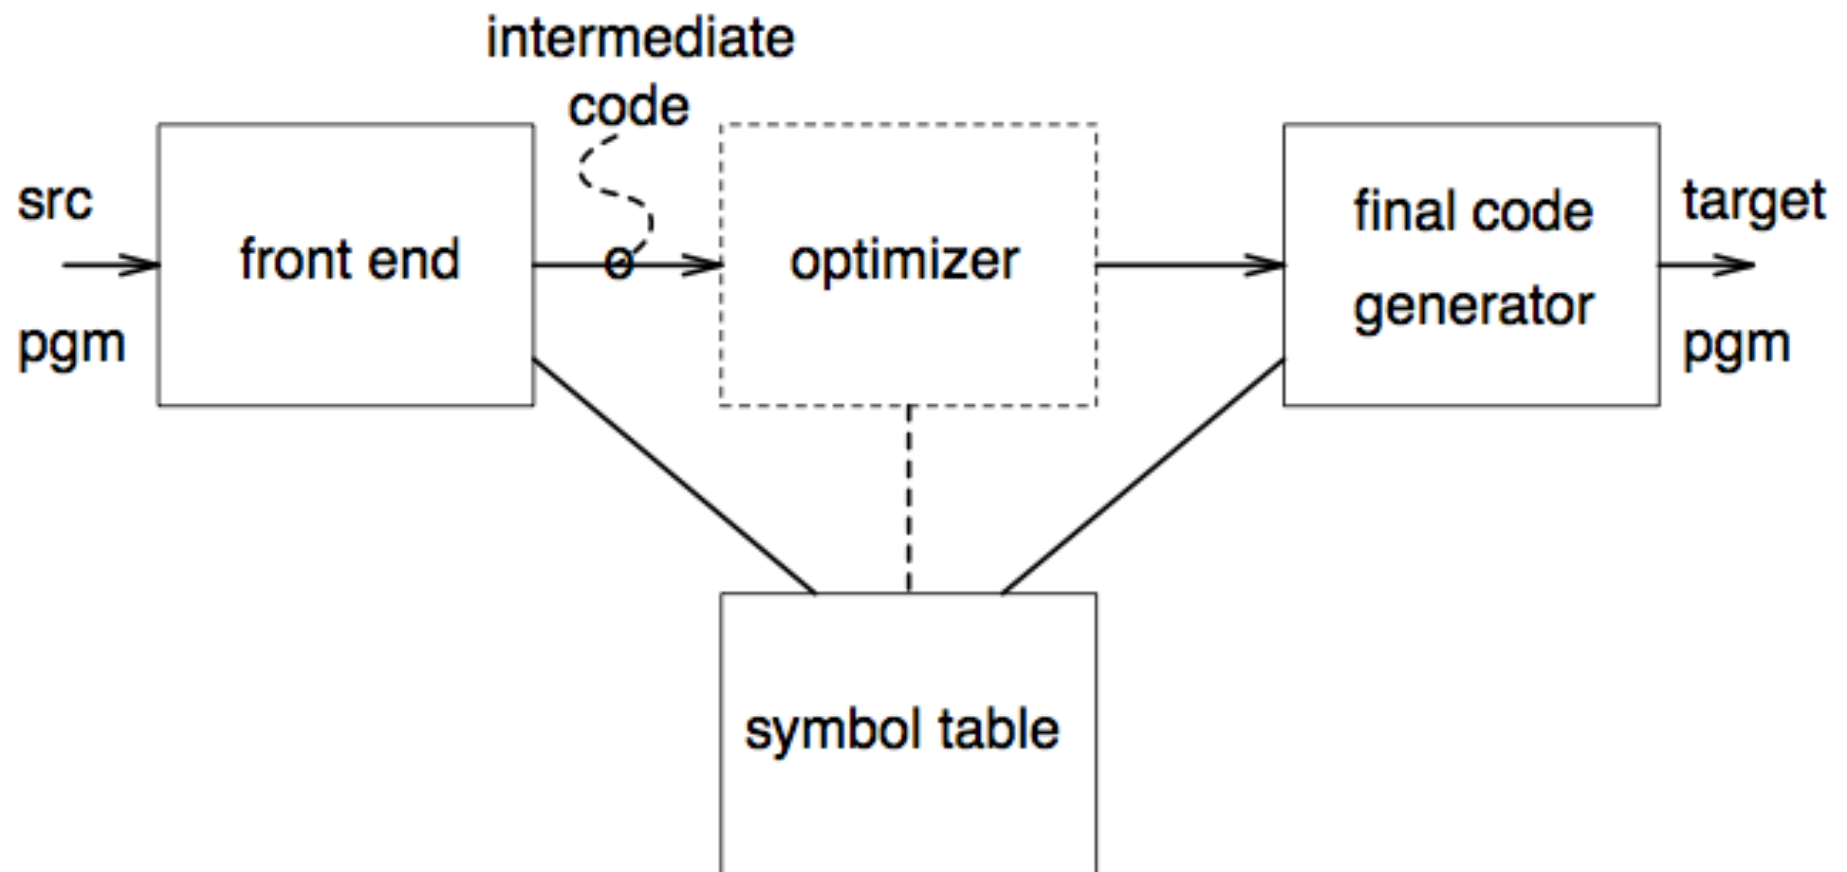 intermediate
code
src
pgm
front end
optimizer
final code
generator
target
pgm
symbol table